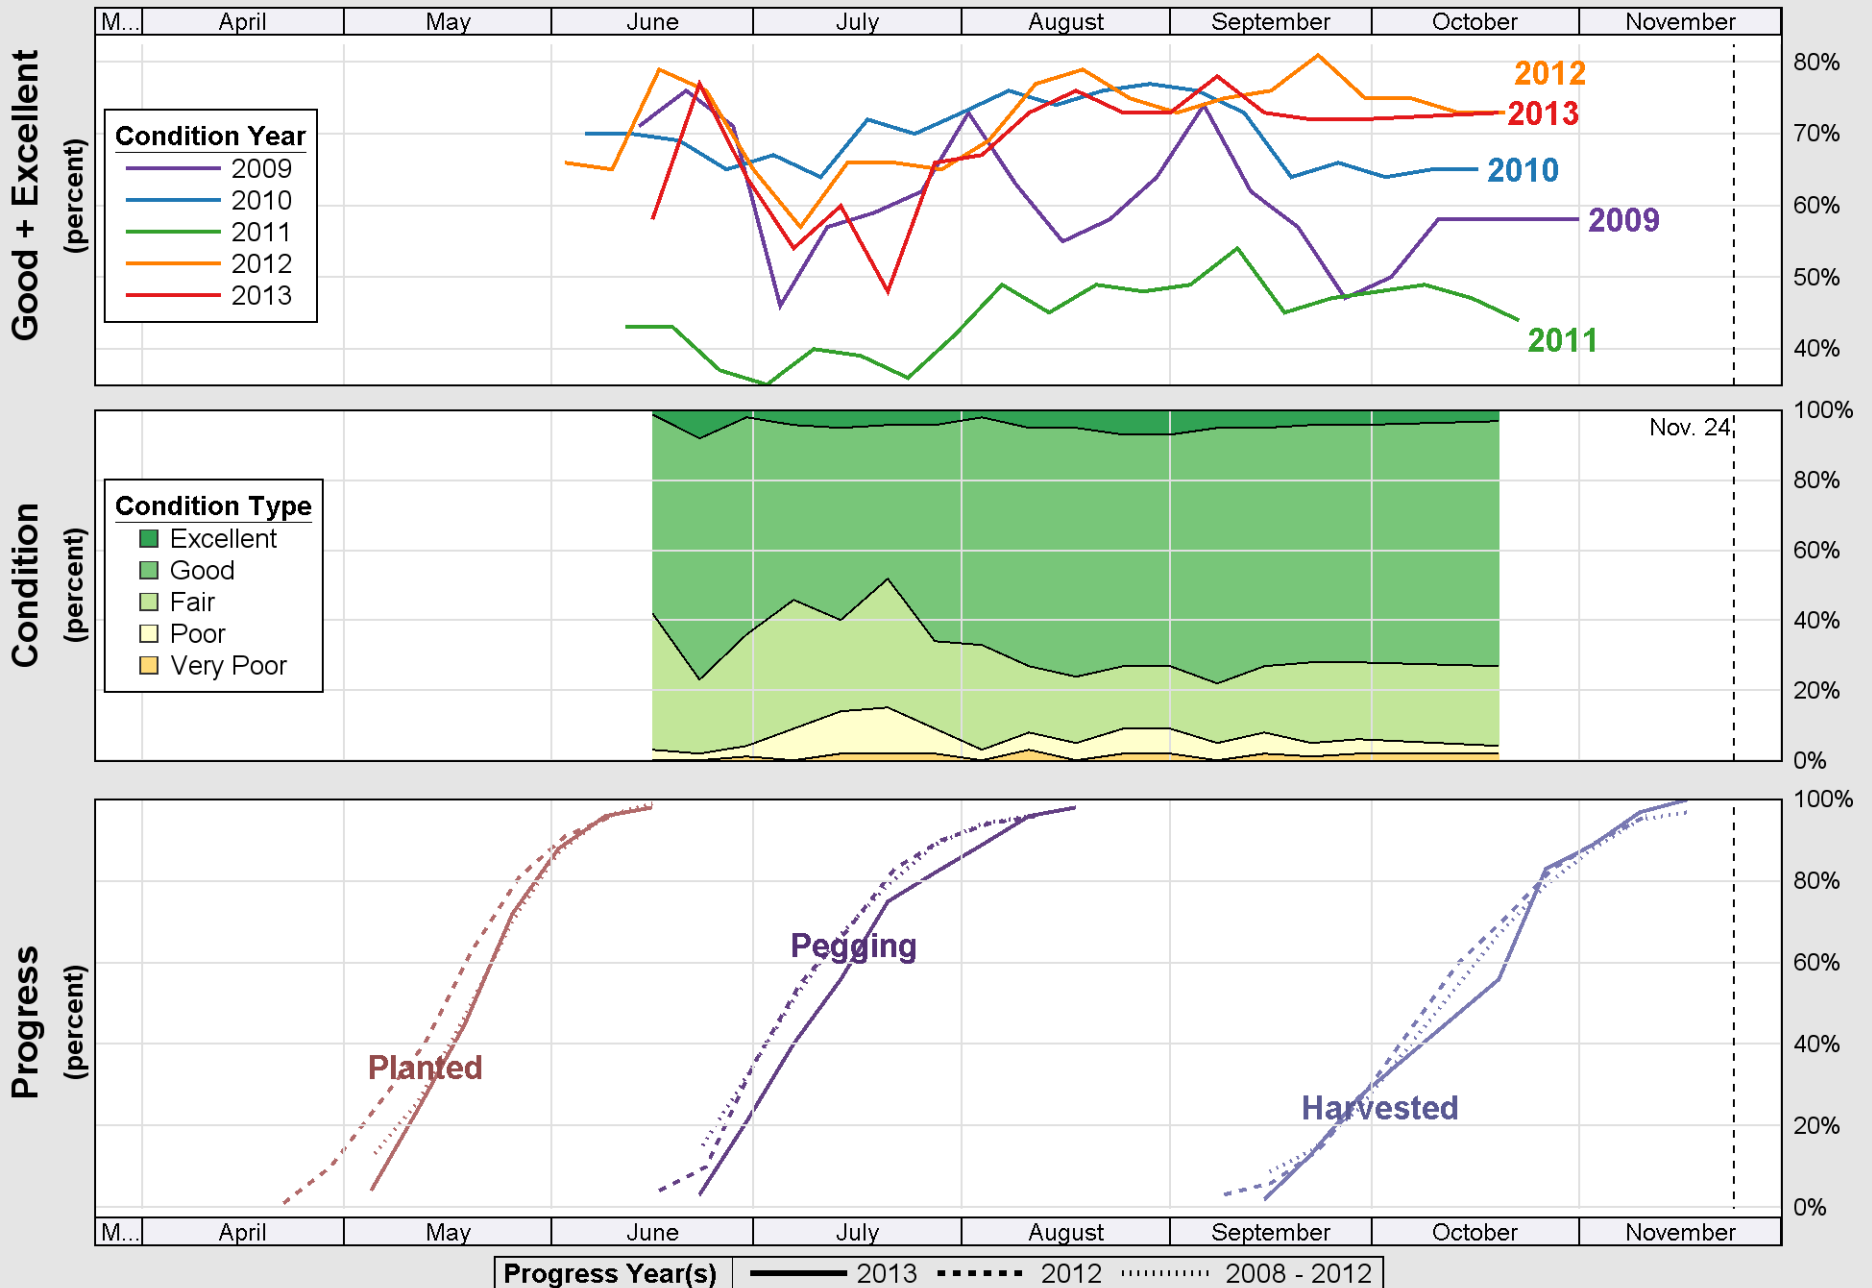 M... April May June July August September October November
Good + Excellent
(percent)
80%
70%
60%
50%
40%
Condition Year
2009
2010
2011
2012
2013
2012
2013
2010
2009
2011
Condition
(percent)
100%
80%
60%
40%
20%
0%
Nov. 24
Condition Type
Excellent
Good
Fair
Poor
Very Poor
Progress
(percent)
100%
80%
60%
40%
20%
0%
Planted
Pegging
Harvested
M... April May June July August September October November
Progress Year(s) 2013 2012 2008 - 2012